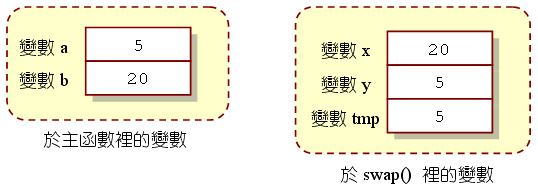 變數 a 5
變數 b 20
於主函數裡的變數
變數 x 20
變數 y 5
變數 tmp 5
於 swap() 裡的變數